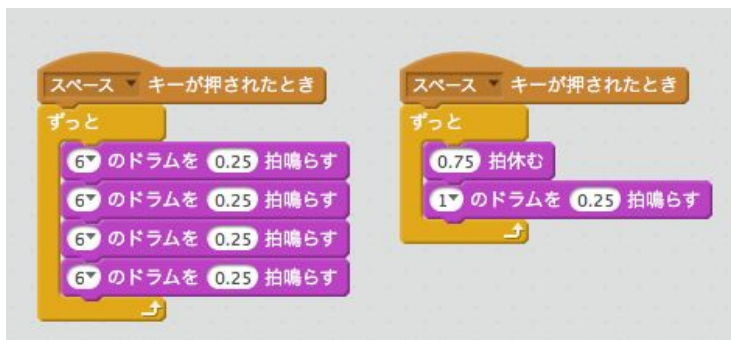 スペース キーが押されたとき
ずっと
6 のドラムを 0.25 拍鳴らす
6 のドラムを 0.25 拍鳴らす
6 のドラムを 0.25 拍鳴らす
6 のドラムを 0.25 拍鳴らす
スペース キーが押されたとき
ずっと
0.75 拍休む
1 のドラムを 0.25 拍鳴らす